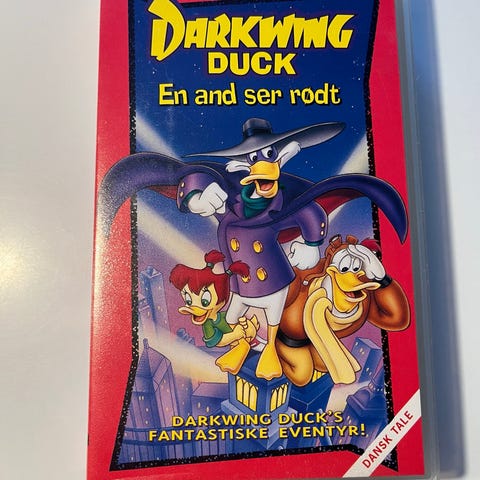 DARKWING
DUCK
En and ser rødt
DARKWING DUCK'S
FANTASTISKE EVENTYR!
DANSK TALE